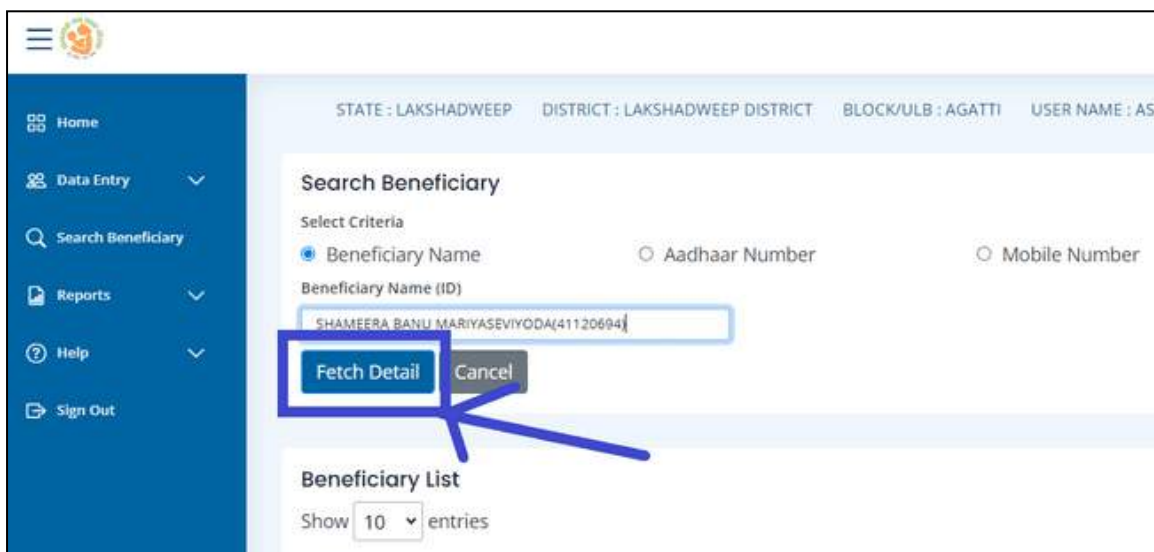 STATE : LAKSHADWEEP DISTRICT : LAKSHADWEEP DISTRICT BLOCK/ULB : AGATTI USER NAME : AS
Home
Data Entry
Search Beneficiary
Reports
Help
Sign Out
Search Beneficiary
Select Criteria
Beneficiary Name Aadhaar Number Mobile Number
Beneficiary Name (ID)
SHAMEERA BANU MARIYASEVIYODA(41120694)
Fetch Detail Cancel
Beneficiary List
Show 10 entries